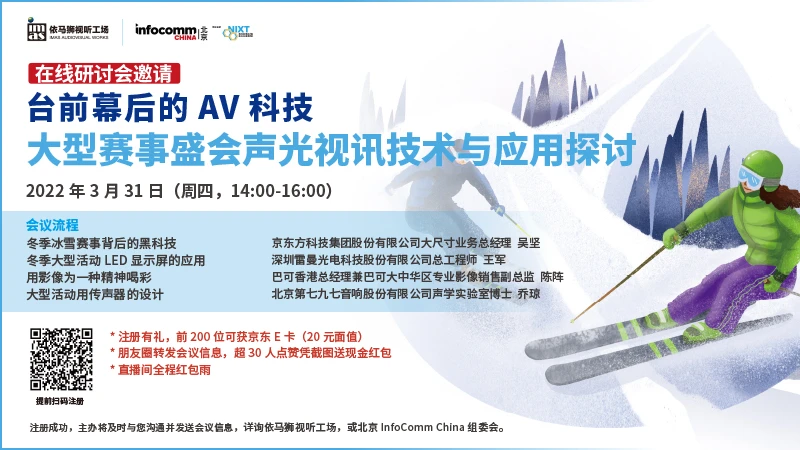 依马狮视听工场
IMAS AUDIOVISUAL WORKS
infocomm
CHINA
北京
NIXT
在线研讨会邀请
台前幕后的 AV 科技
大型赛事盛会声光视讯技术与应用探讨
2022 年 3 月 31 日（周四，14:00-16:00）
会议流程
冬季冰雪赛事背后的黑科技 京东方科技集团股份有限公司大尺寸业务总经理 吴坚
冬季大型活动 LED 显示屏的应用 深圳雷曼光电科技股份有限公司总工程师 王军
用影像为一种精神喝彩 巴可香港总经理兼巴可大中华区专业影像销售副总监 陈阵
大型活动用传声器的设计 北京第七九七音响股份有限公司声学实验室博士 乔琼
* 注册有礼，前 200 位可获京东 E 卡（20 元面值）
* 朋友圈转发会议信息，超 30 人点赞凭截图送现金红包
* 直播间全程红包雨
提前扫码注册
注册成功，主办将及时与您沟通并发送会议信息，详询依马狮视听工场，或北京 InfoComm China 组委会。